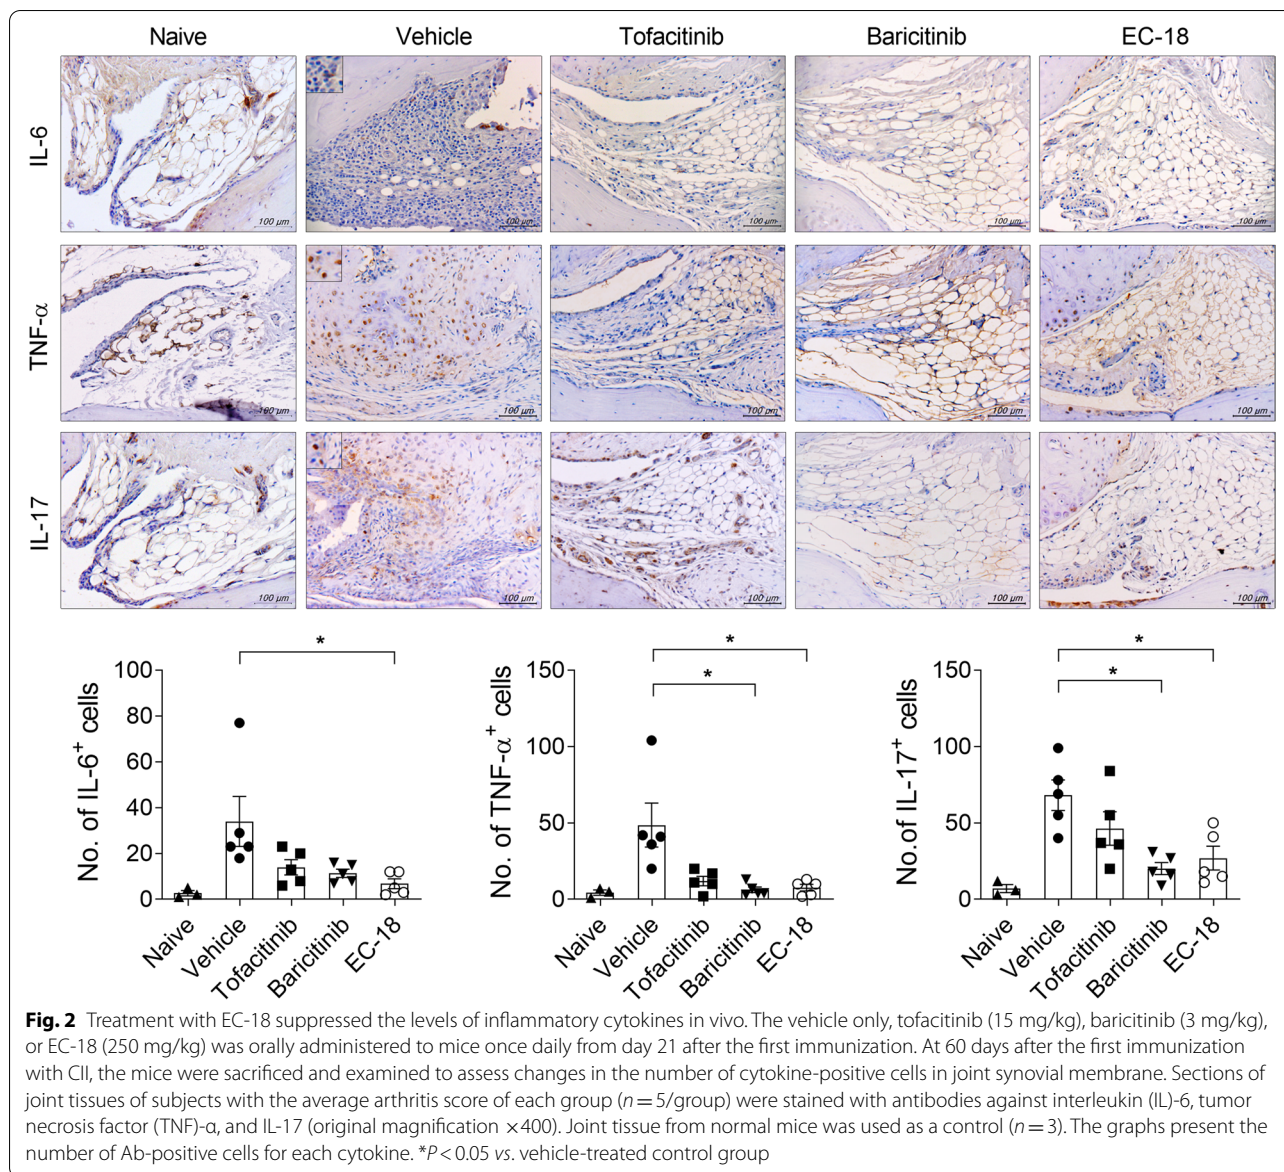 Naive Vehicle Tofacitinib Baricitinib EC-18
IL-6
100 µm 100 µm 100 µm 100 µm 100 µm
TNF-α
100 µm 100 µm 100 µm 100 µm 100 µm
IL-17
100 µm 100 µm 100 µm 100 µm 100 µm
No. of IL-6+ cells
100
80
60
40
20
0
*
Naive Vehicle Tofacitinib Baricitinib EC-18
No. of TNF-α+ cells
150
100
50
0
*
*
Naive Vehicle Tofacitinib Baricitinib EC-18
No.of IL-17+ cells
150
100
50
0
*
*
Naive Vehicle Tofacitinib Baricitinib EC-18
Fig. 2 Treatment with EC-18 suppressed the levels of inflammatory cytokines in vivo. The vehicle only, tofacitinib (15 mg/kg), baricitinib (3 mg/kg),
or EC-18 (250 mg/kg) was orally administered to mice once daily from day 21 after the first immunization. At 60 days after the first immunization
with CII, the mice were sacrificed and examined to assess changes in the number of cytokine-positive cells in joint synovial membrane. Sections of
joint tissues of subjects with the average arthritis score of each group (n = 5/group) were stained with antibodies against interleukin (IL)-6, tumor
necrosis factor (TNF)-α, and IL-17 (original magnification ×400). Joint tissue from normal mice was used as a control (n = 3). The graphs present the
number of Ab-positive cells for each cytokine. *P < 0.05 vs. vehicle-treated control group